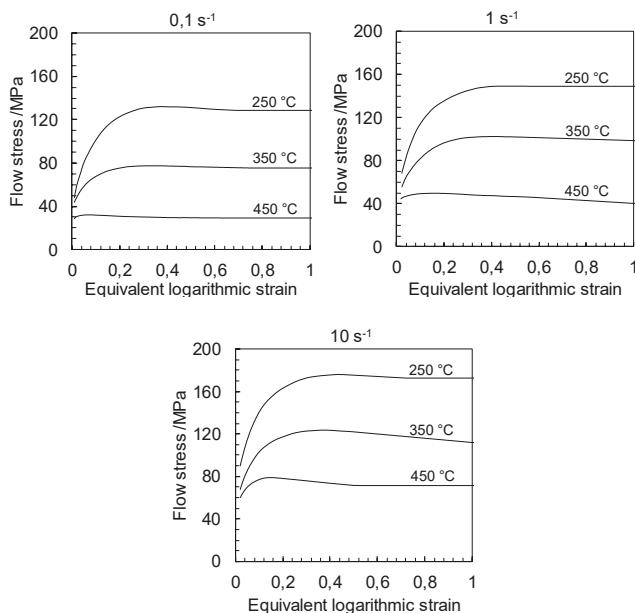 0,1 s⁻¹
200
160
120
80
40
0
Flow stress /MPa
250 °C
350 °C
450 °C
0 0,2 0,4 0,6 0,8 1
Equivalent logarithmic strain
1 s⁻¹
200
150
100
50
0
Flow stress /MPa
250 °C
350 °C
450 °C
0 0,2 0,4 0,6 0,8 1
Equivalent logarithmic strain
10 s⁻¹
200
160
120
80
40
0
Flow stress /MPa
250 °C
350 °C
450 °C
0 0,2 0,4 0,6 0,8 1
Equivalent logarithmic strain